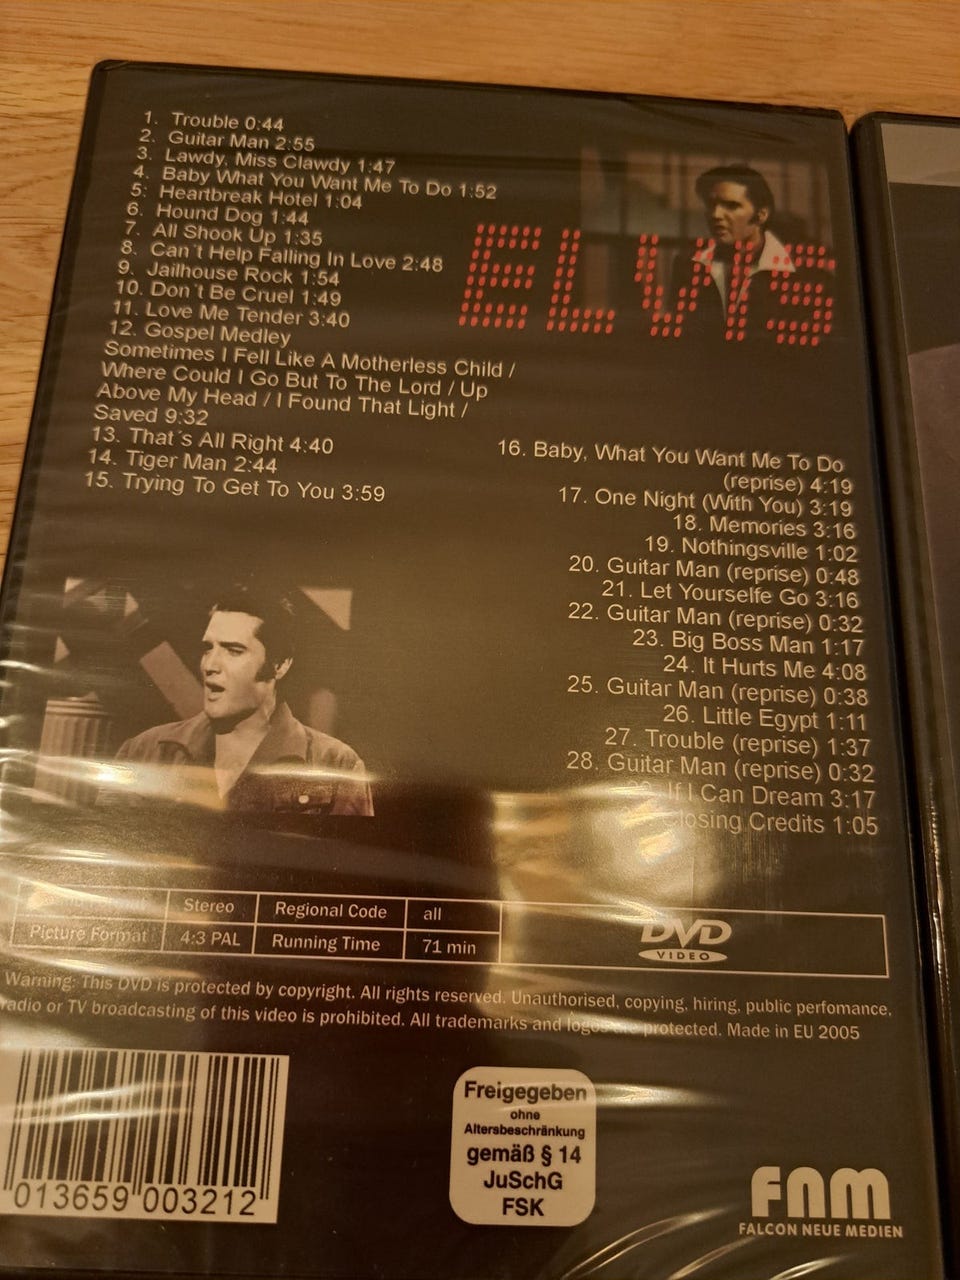 1. Trouble 0:44
2. Guitar Man 2:55
3. Lawdy, Miss Clawdy 1:47
4. Baby What You Want Me To Do 1:52
5: Heartbreak Hotel 1:04
6. Hound Dog 1:44
7. All Shook Up 1:35
8. Can´t Help Falling In Love 2:48
9. Jailhouse Rock 1:54
10. Don´t Be Cruel 1:49
11. Love Me Tender 3:40
12. Gospel Medley
Sometimes I Fell Like A Motherless Child /
Where Could I Go But To The Lord / Up
Above My Head / I Found That Light /
Saved 9:32
13. That´s All Right 4:40
14. Tiger Man 2:44
15. Trying To Get To You 3:59
ELVIS
16. Baby, What You Want Me To Do
(reprise) 4:19
17. One Night (With You) 3:19
18. Memories 3:16
19. Nothingsville 1:02
20. Guitar Man (reprise) 0:48
21. Let Yourselfe Go 3:16
22. Guitar Man (reprise) 0:32
23. Big Boss Man 1:17
24. It Hurts Me 4:08
25. Guitar Man (reprise) 0:38
26. Little Egypt 1:11
27. Trouble (reprise) 1:37
28. Guitar Man (reprise) 0:32
If I Can Dream 3:17
Closing Credits 1:05
Stereo Regional Code all
Picture Format 4:3 PAL Running Time 71 min
DVD
VIDEO
Warning: This DVD is protected by copyright. All rights reserved. Unauthorised, copying, hiring, public perfomance,
radio or TV broadcasting of this video is prohibited. All trademarks and logos are protected. Made in EU 2005
013659 003212
Freigegeben
ohne
Altersbeschränkung
gemäß § 14
JuSchG
FSK
fnm
FALCON NEUE MEDIEN